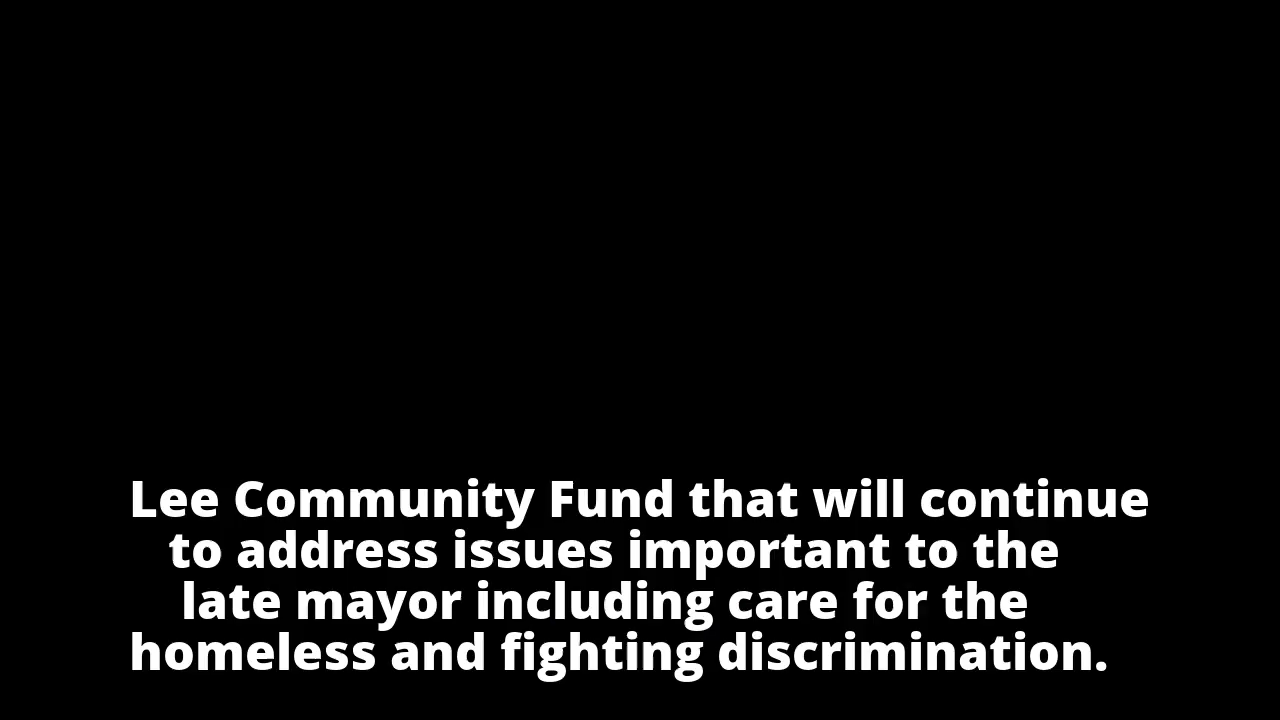 Lee Community Fund that will continue
to address issues important to the
late mayor including care for the
homeless and fighting discrimination.